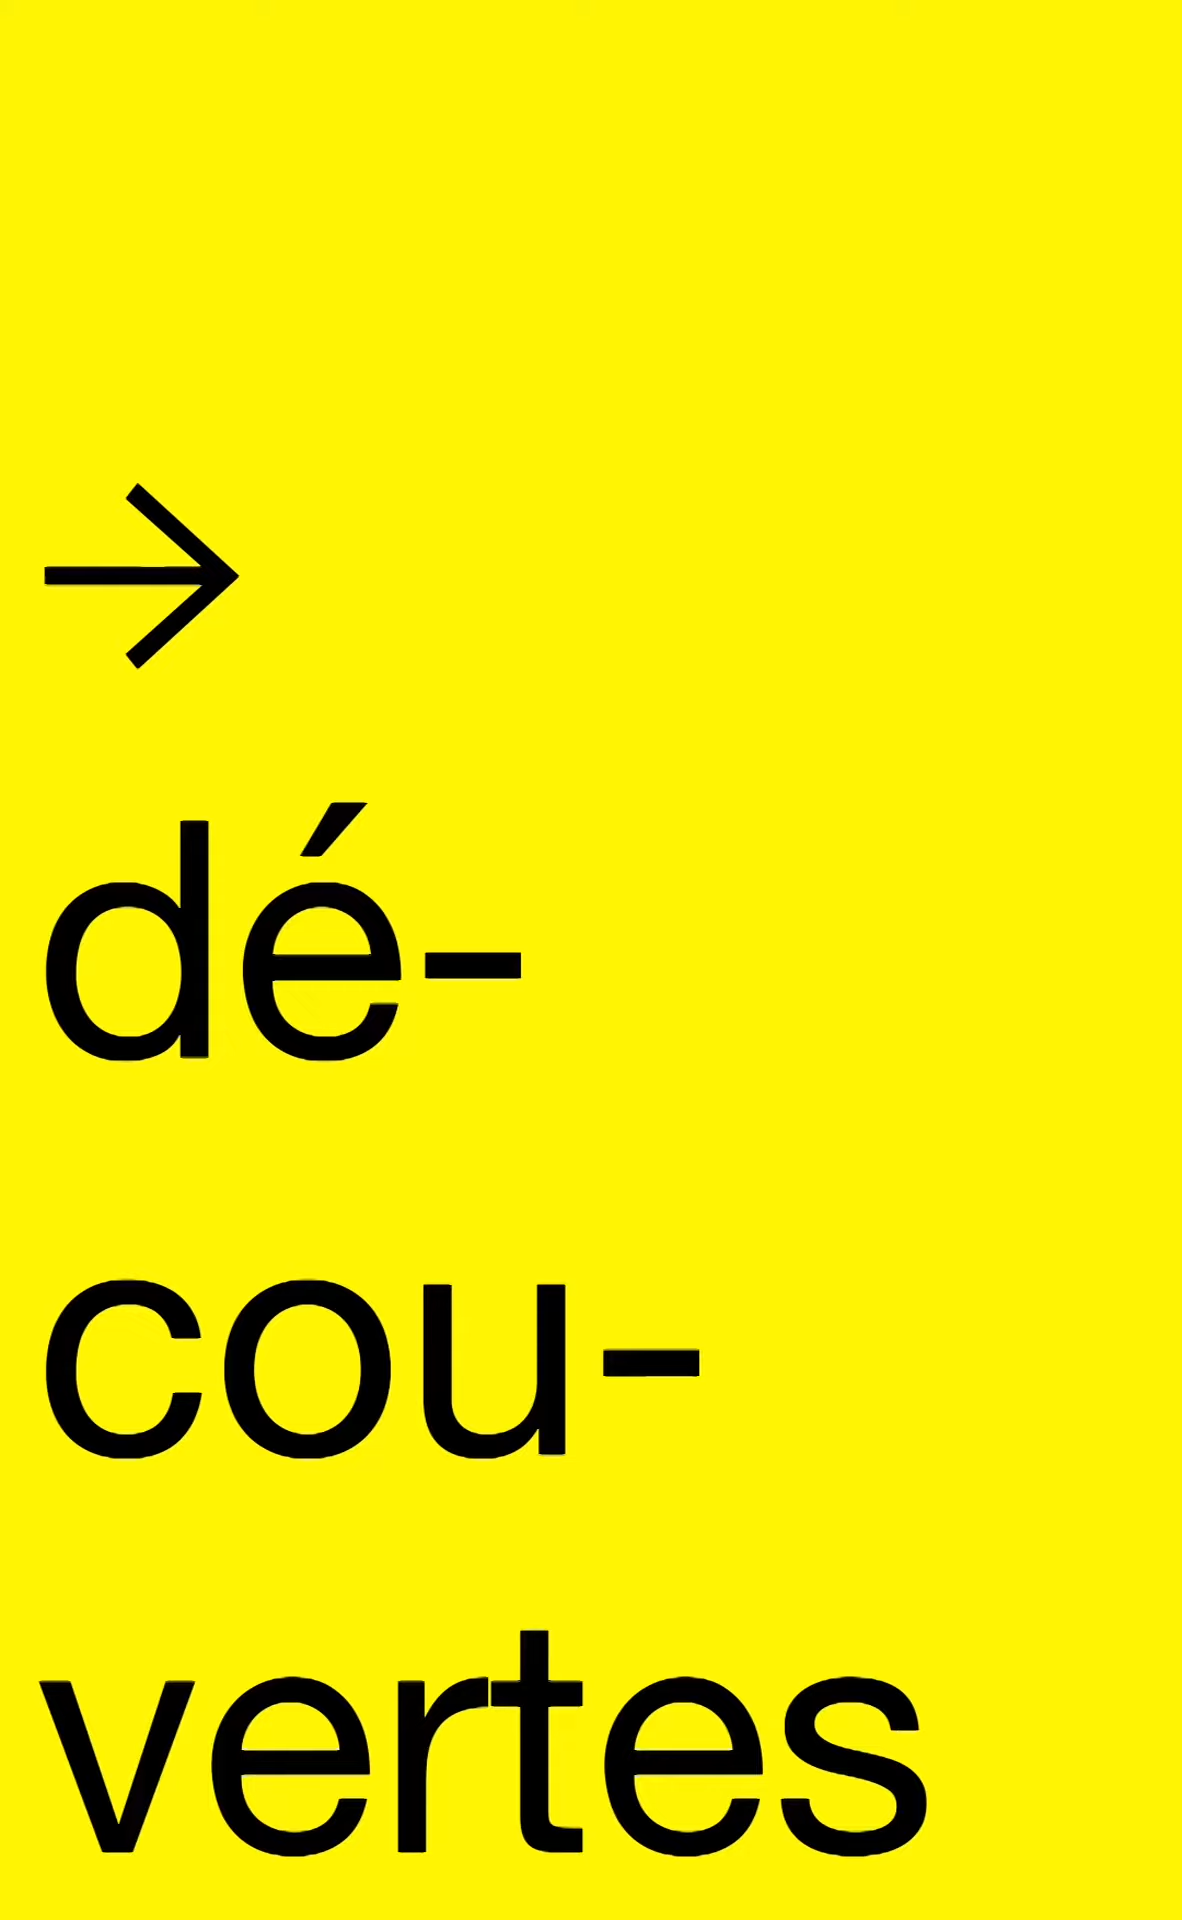 →
dé-
cou-
vertes